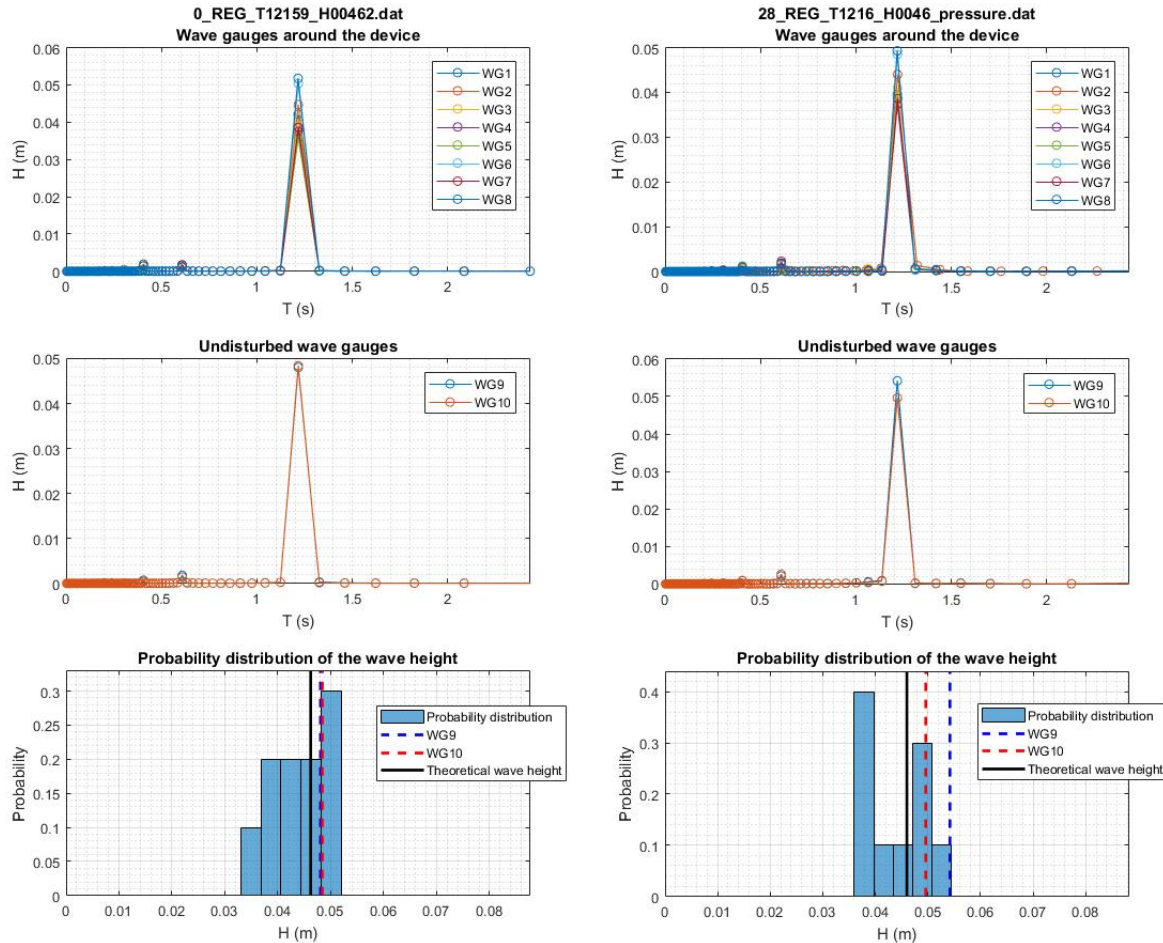 0_REG_T12159_H00462.dat
Wave gauges around the device
0.06
0.05
0.04
0.03
0.02
0.01
0
H (m)
0 0.5 1 1.5 2
T (s)
WG1
WG2
WG3
WG4
WG5
WG6
WG7
WG8
28_REG_T1216_H0046_pressure.dat
Wave gauges around the device
0.05
0.04
0.03
0.02
0.01
0
H (m)
0 0.5 1 1.5 2
T (s)
WG1
WG2
WG3
WG4
WG5
WG6
WG7
WG8
Undisturbed wave gauges
0.05
0.04
0.03
0.02
0.01
0
H (m)
0 0.5 1 1.5 2
T (s)
WG9
WG10
Undisturbed wave gauges
0.06
0.05
0.04
0.03
0.02
0.01
0
H (m)
0 0.5 1 1.5 2
T (s)
WG9
WG10
Probability distribution of the wave height
0.3
0.25
0.2
0.15
0.1
0.05
0
Probability
0 0.01 0.02 0.03 0.04 0.05 0.06 0.07 0.08
H (m)
Probability distribution
WG9
WG10
Theoretical wave height
Probability distribution of the wave height
0.4
0.3
0.2
0.1
0
Probability
0 0.01 0.02 0.03 0.04 0.05 0.06 0.07 0.08
H (m)
Probability distribution
WG9
WG10
Theoretical wave height